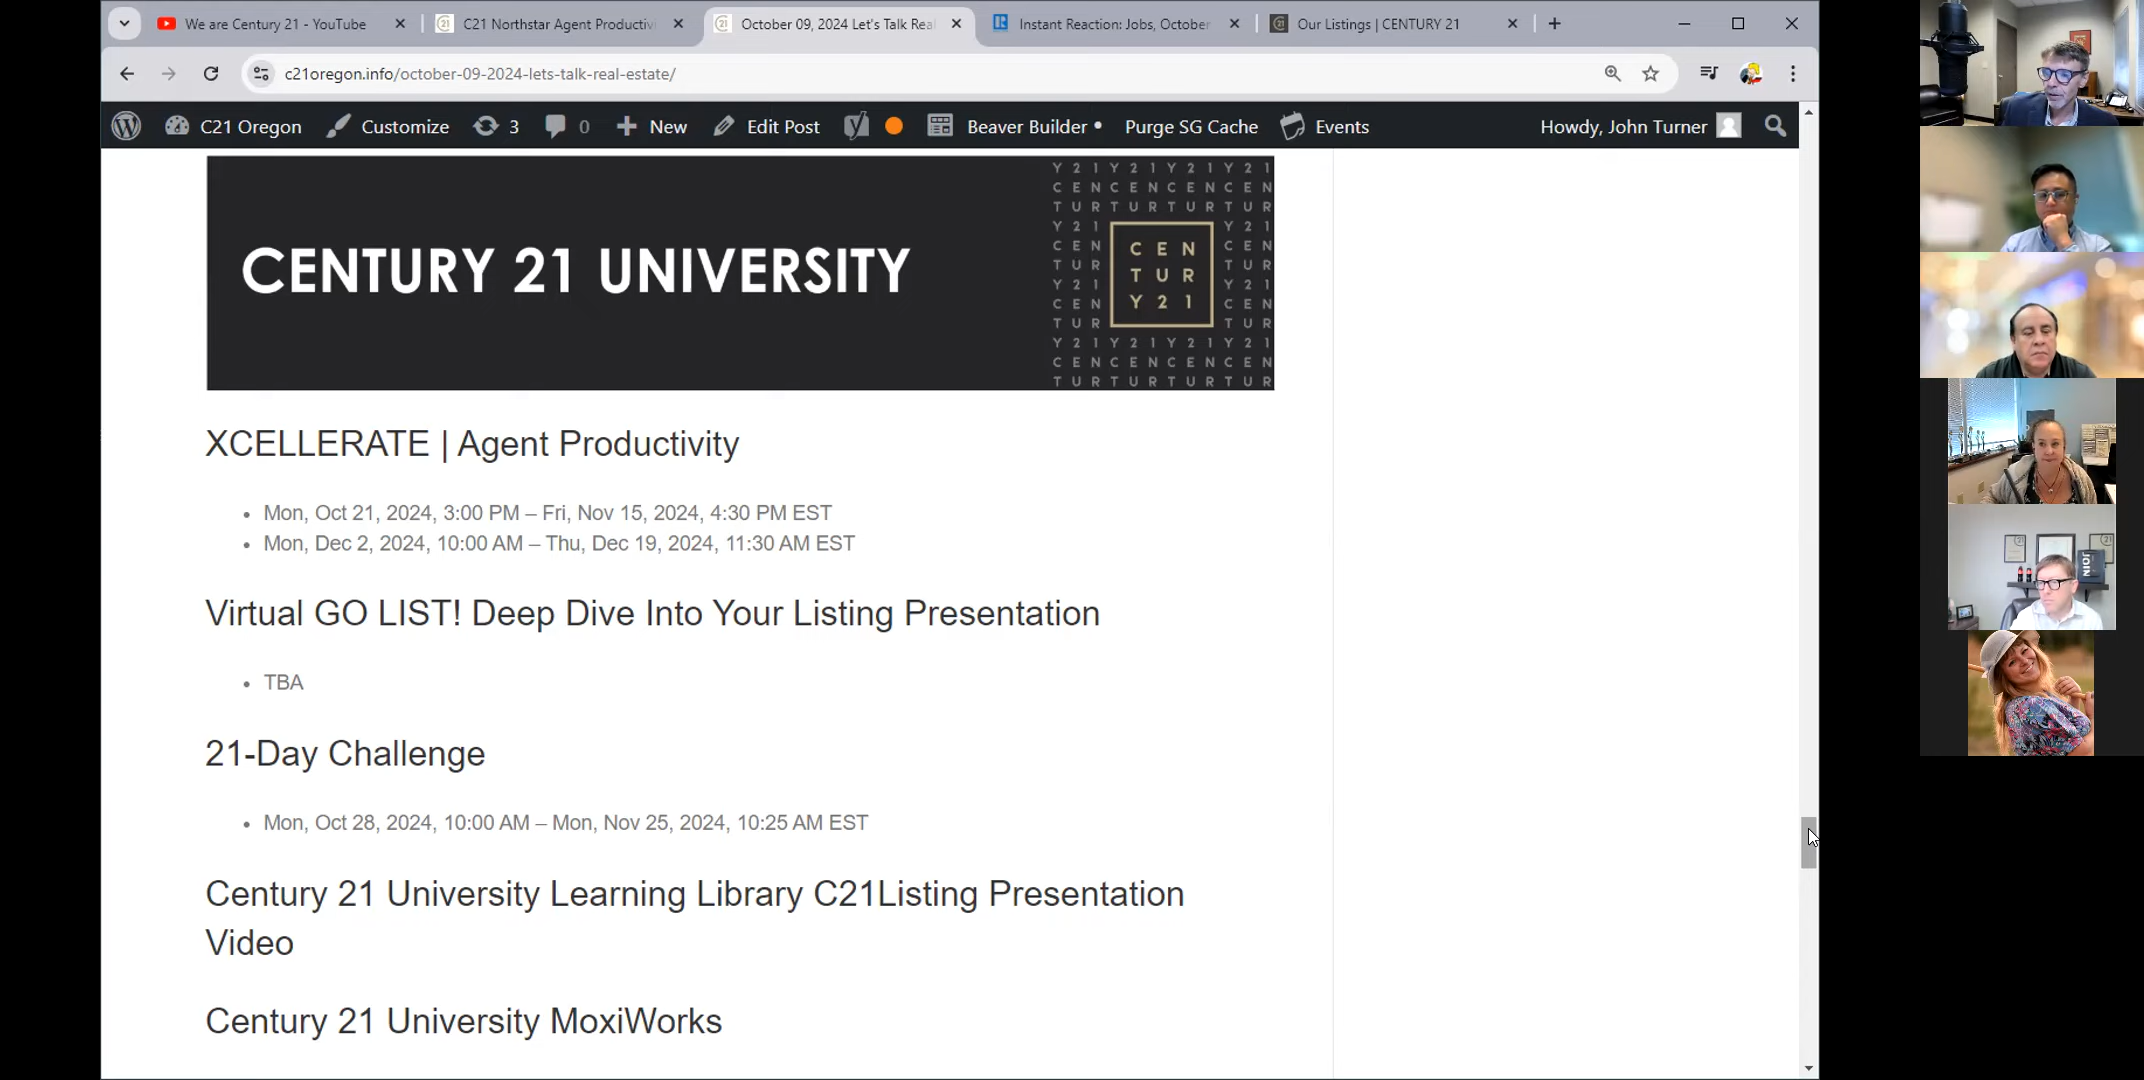 We are Century 21 - YouTube
C21 Northstar Agent Productivi
October 09, 2024 Let's Talk Rea
Instant Reaction: Jobs, October
Our Listings | CENTURY 21
c21oregon.info/october-09-2024-lets-talk-real-estate/
C21 Oregon
Customize
3
0
New
Edit Post
Beaver Builder
Purge SG Cache
Events
Howdy, John Turner
CENTURY 21 UNIVERSITY
Y 2 1 Y 2 1 Y 2 1 Y 2 1
C E N C E N C E N C E N
T U R T U R T U R T U R
Y 2 1 Y 2 1
C E N C E N
T U R T U R
Y 2 1 Y 2 1
C E N C E N
T U R T U R
Y 2 1 Y 2 1 Y 2 1 Y 2 1
C E N C E N C E N C E N
T U R T U R T U R T U R
C E N
T U R
Y 2 1
XCELLERATE | Agent Productivity
• Mon, Oct 21, 2024, 3:00 PM – Fri, Nov 15, 2024, 4:30 PM EST
• Mon, Dec 2, 2024, 10:00 AM – Thu, Dec 19, 2024, 11:30 AM EST
Virtual GO LIST! Deep Dive Into Your Listing Presentation
• TBA
21-Day Challenge
• Mon, Oct 28, 2024, 10:00 AM – Mon, Nov 25, 2024, 10:25 AM EST
Century 21 University Learning Library C21Listing Presentation
Video
Century 21 University MoxiWorks
JOIN